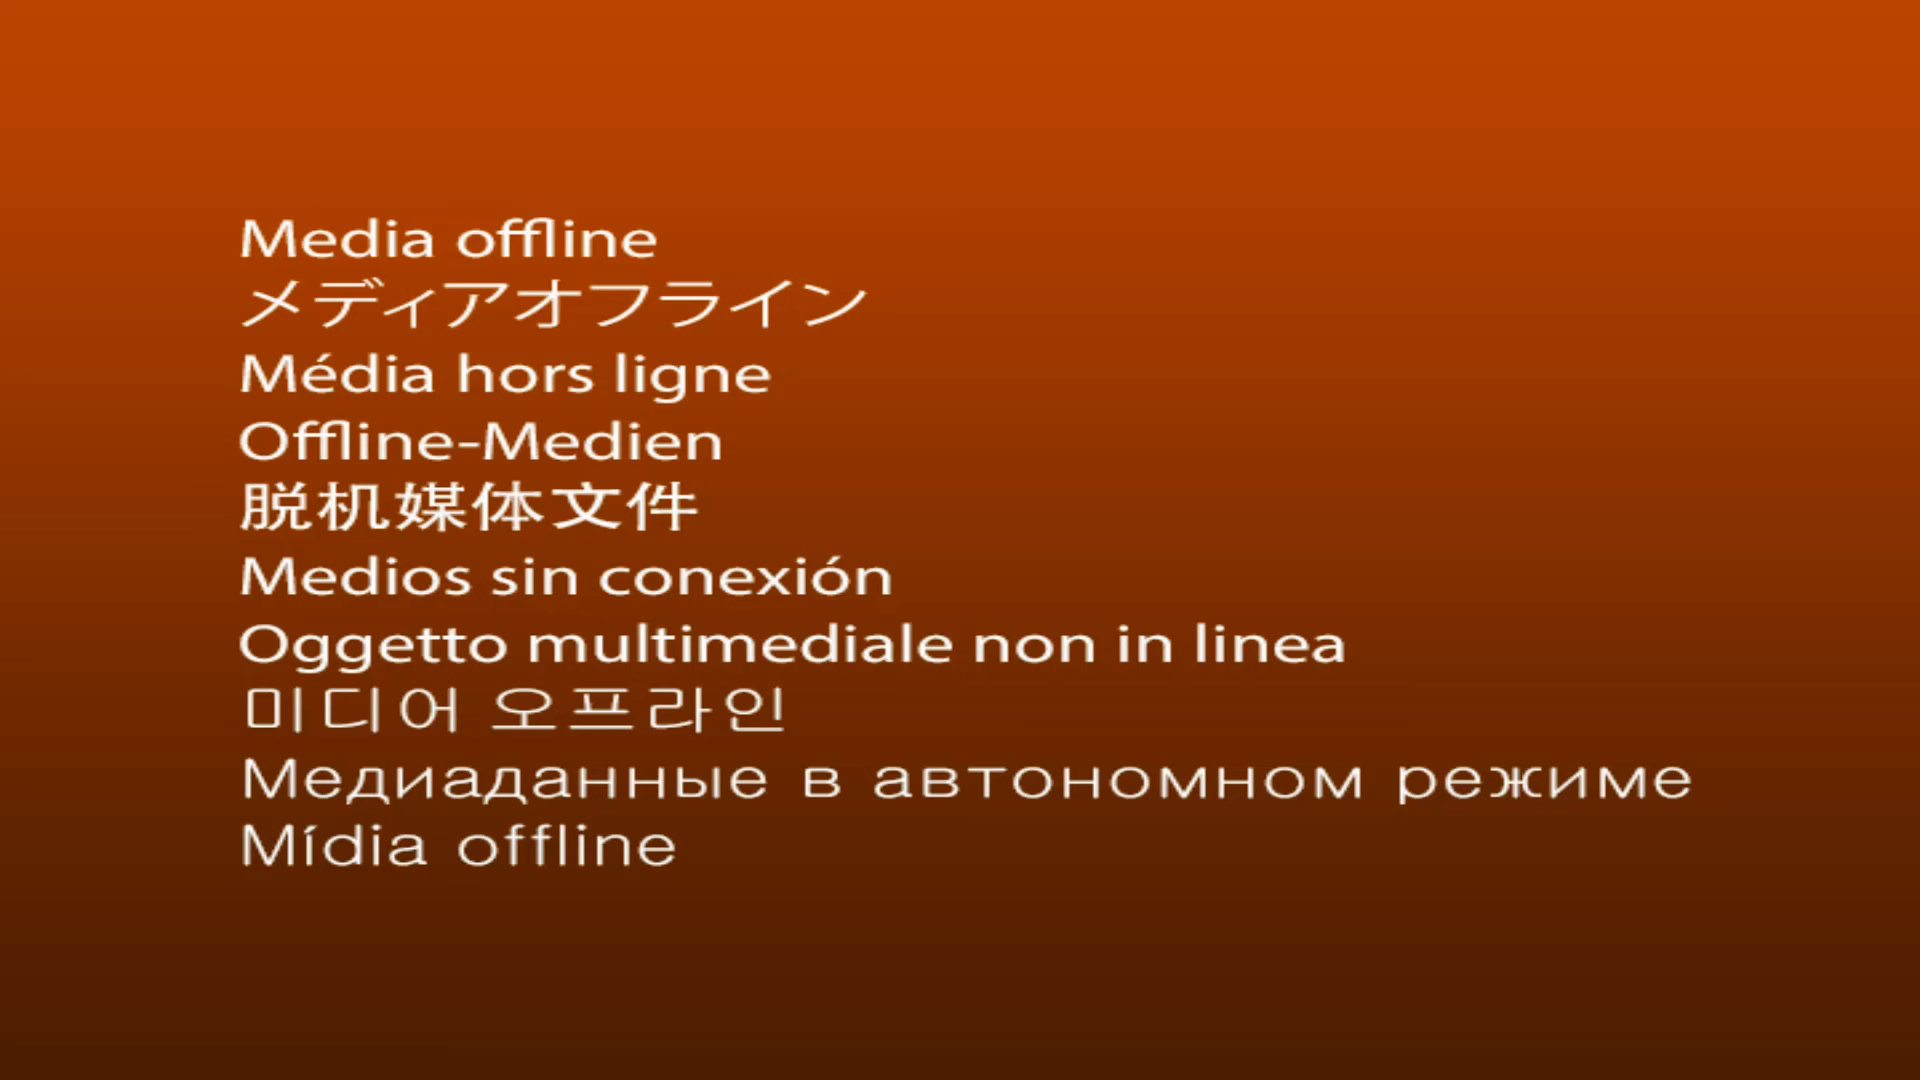 Media offline
メディアオフライン
Média hors ligne
Offline-Medien
脱机媒体文件
Medios sin conexión
Oggetto multimediale non in linea
미디어 오프라인
Медиаданные в автономном режиме
Mídia offline